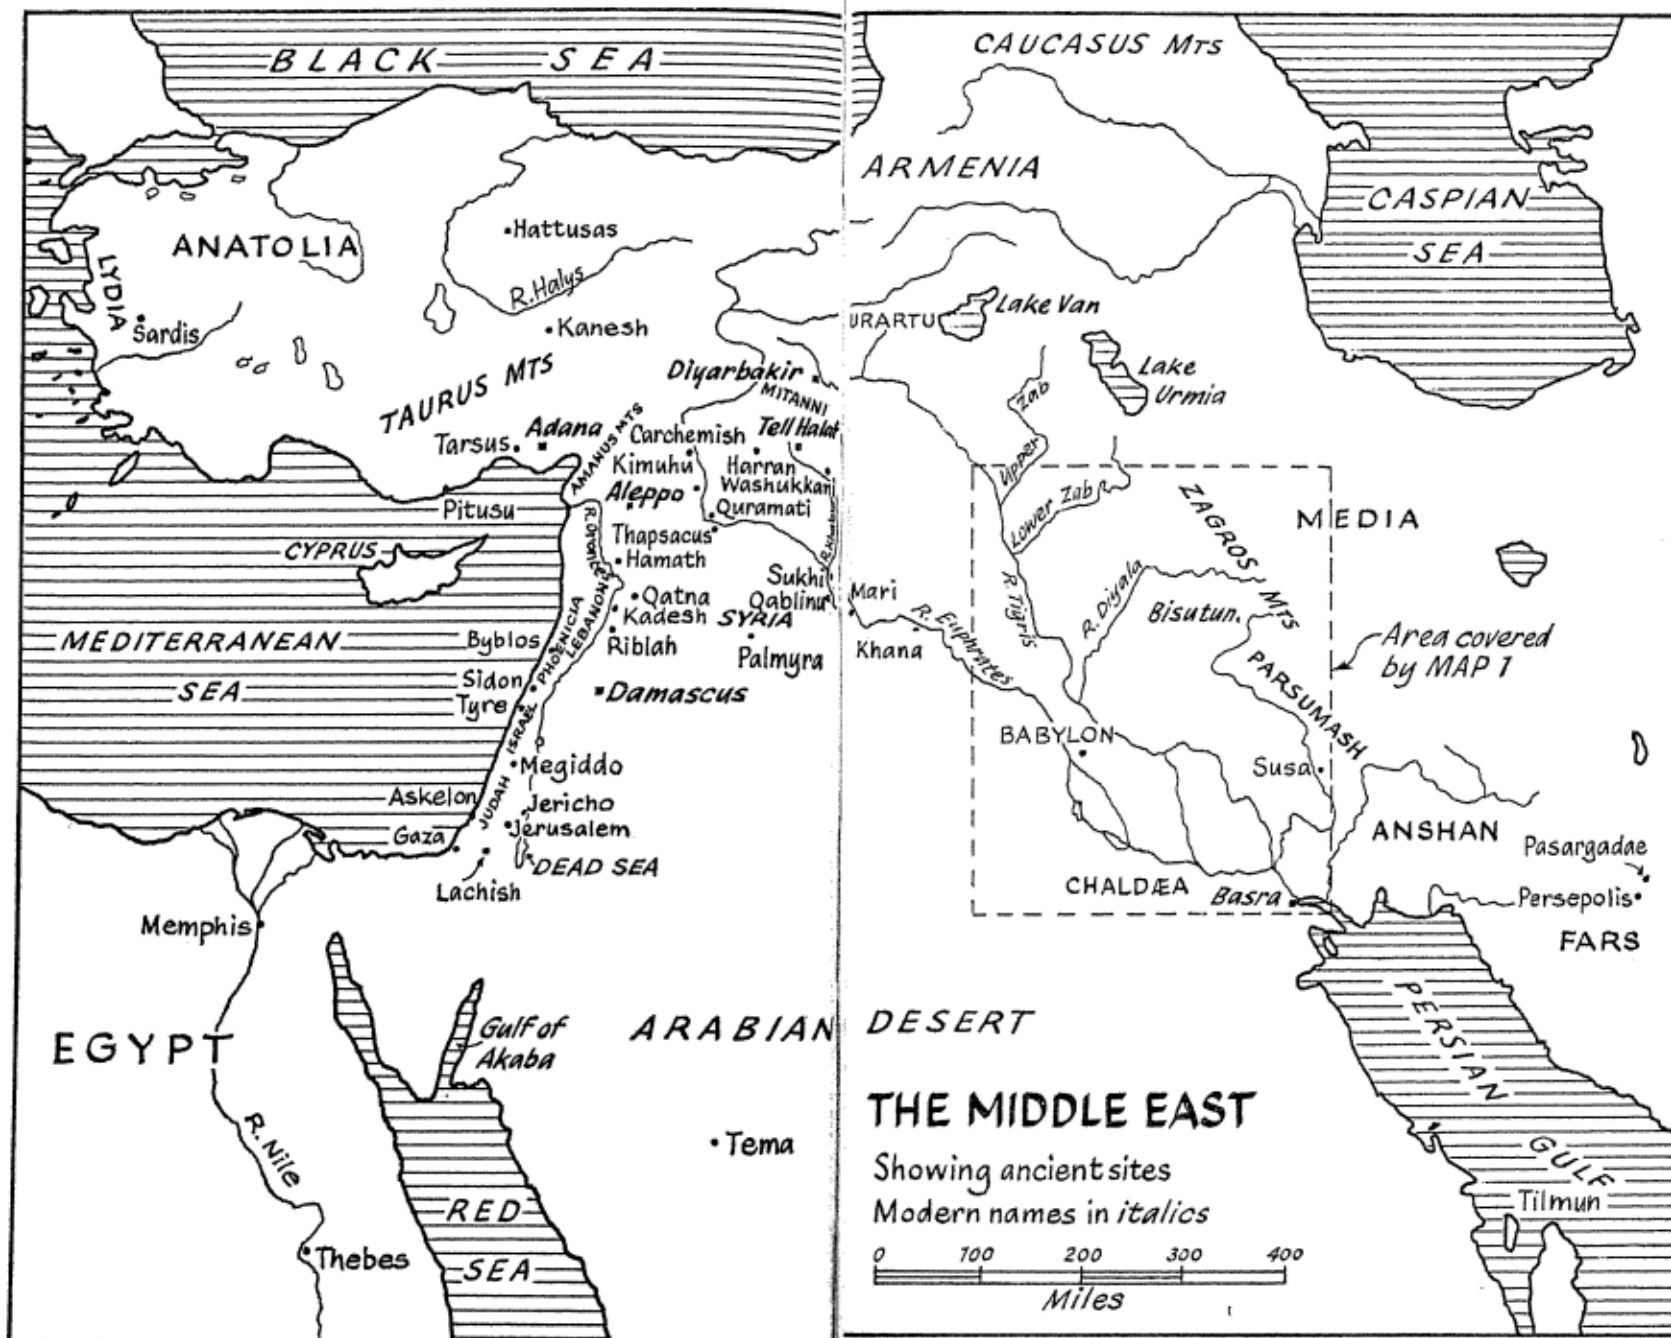 BLACK SEA
CAUCASUS MTS
ARMENIA
CASPIAN
SEA
ANATOLIA
Hattusas
LYDIA
R. Halys
Sardis
Kanesh
URARTU
Lake Van
Lake
Urmia
TAURUS MTS
Diyarbakir
MITANNI
Upper Zab
AMANUS MTS
Tarsus
Adana
Carchemish
Tell Halaf
Kimuhu
Harran
Washukkani
Aleppo
Quramati
Pitusu
R. Orontes
Thapsacus
R. Khabur
Lower Zab
ZAGROS MTS
MEDIA
CYPRUS
Hamath
Sukhi
Qablinu
Mari
R. Tigris
R. Diyala
Bisutun.
Qatna
Kadesh
SYRIA
LEBANON
PHOENICIA
MEDITERRANEAN
SEA
Byblos
Riblah
Palmyra
Khana
R. Euphrates
Area covered
by MAP 1
PARSUMASH
Sidon
Tyre
Damascus
ISRAEL
BABYLON
Susa
Megiddo
Askelon
JUDAH
Jericho
Jerusalem
Gaza
DEAD SEA
Lachish
ANSHAN
Pasargadae
CHALDÆA
Basra
Persepolis
FARS
Memphis
EGYPT
Gulf of
Akaba
ARABIAN DESERT
PERSIAN GULF
R. Nile
Tema
THE MIDDLE EAST
Showing ancient sites
Modern names in italics
Tilmun
RED
SEA
Thebes
0 100 200 300 400
Miles